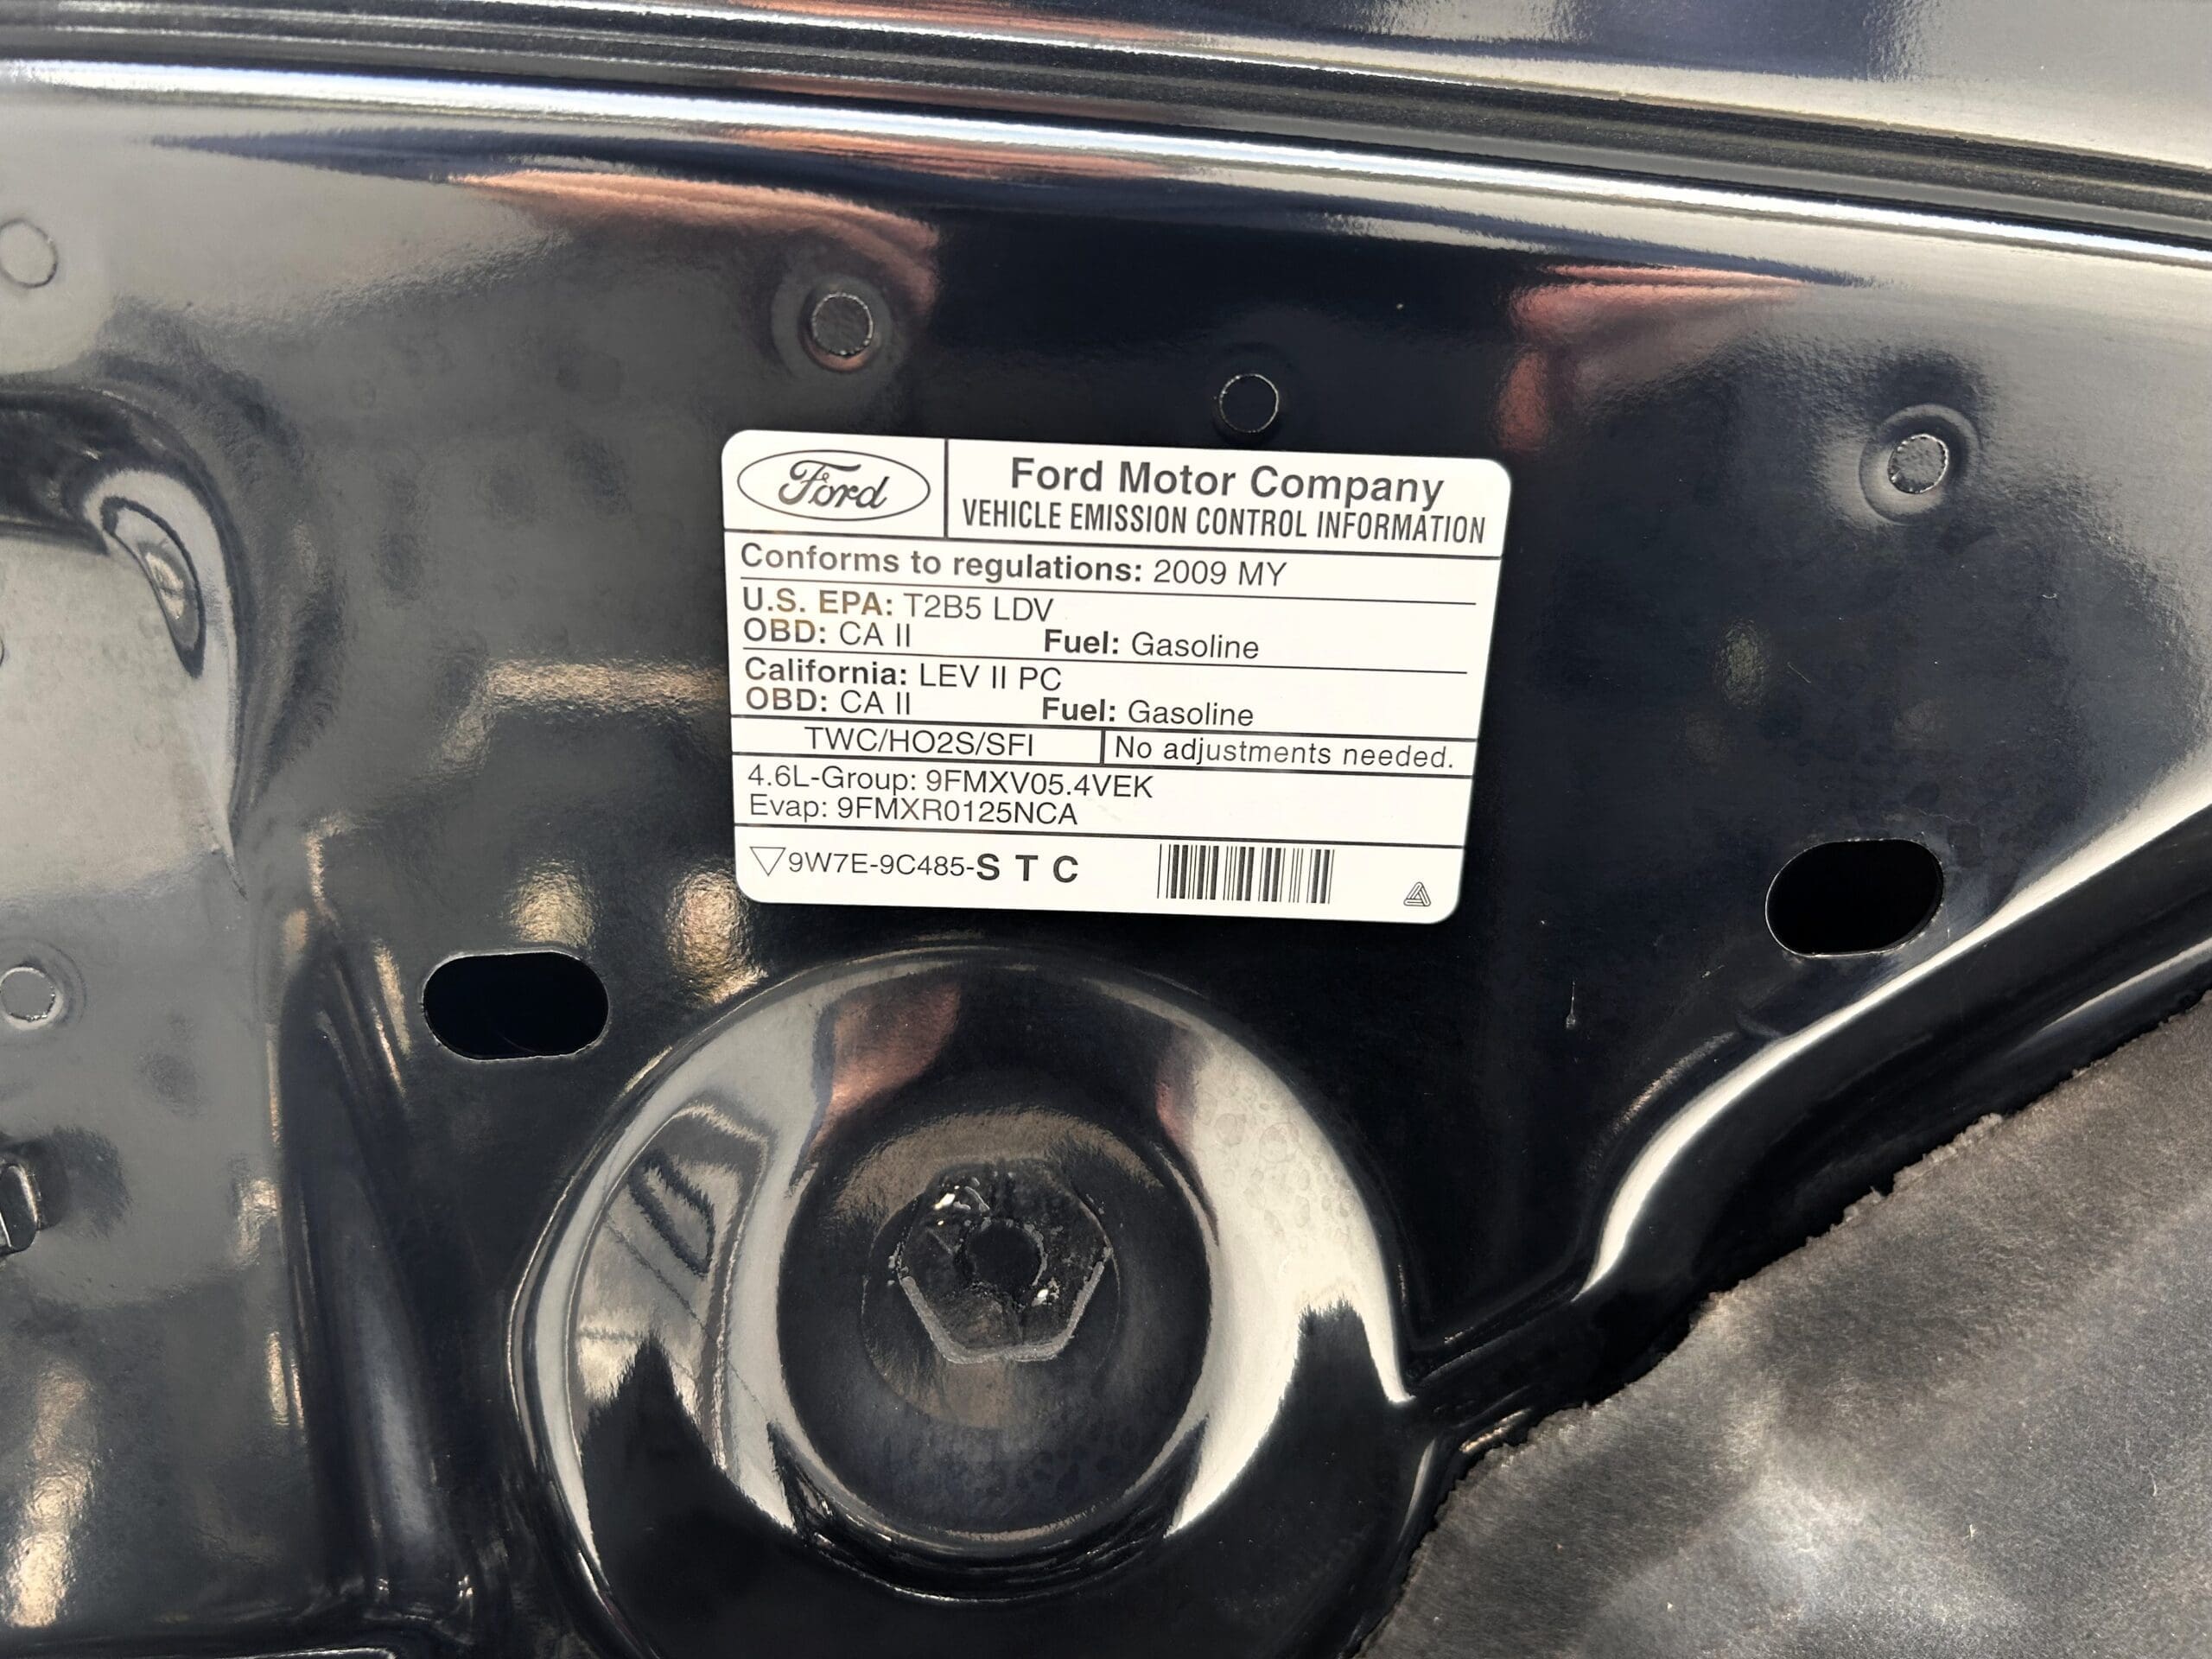 Ford
Ford Motor Company
VEHICLE EMISSION CONTROL INFORMATION
Conforms to regulations: 2009 MY
U.S. EPA: T2B5 LDV
OBD: CA II Fuel: Gasoline
California: LEV II PC
OBD: CA II Fuel: Gasoline
TWC/HO2S/SFI No adjustments needed.
4.6L-Group: 9FMXV05.4VEK
Evap: 9FMXR0125NCA
9W7E-9C485-S T C